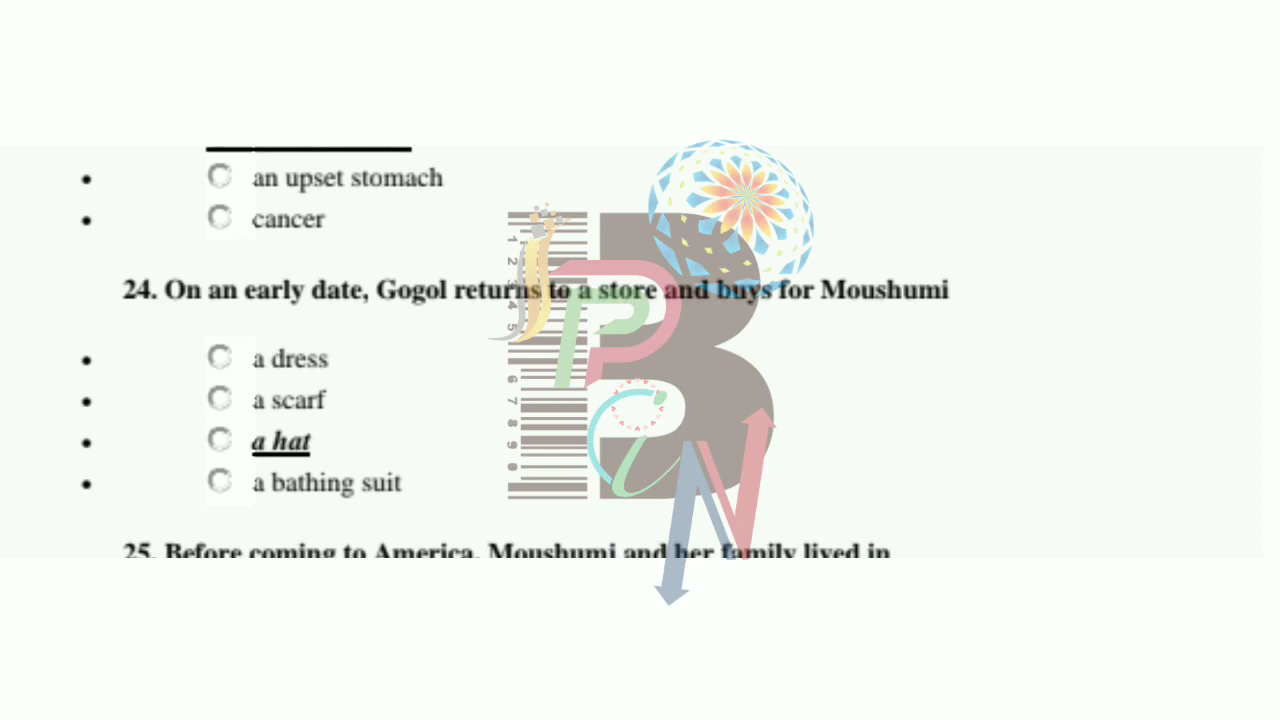 an upset stomach
cancer
24. On an early date, Gogol returns to a store and buys for Moushumi
a dress
a scarf
a hat
a bathing suit
25. Before coming to America, Moushumi and her family lived in